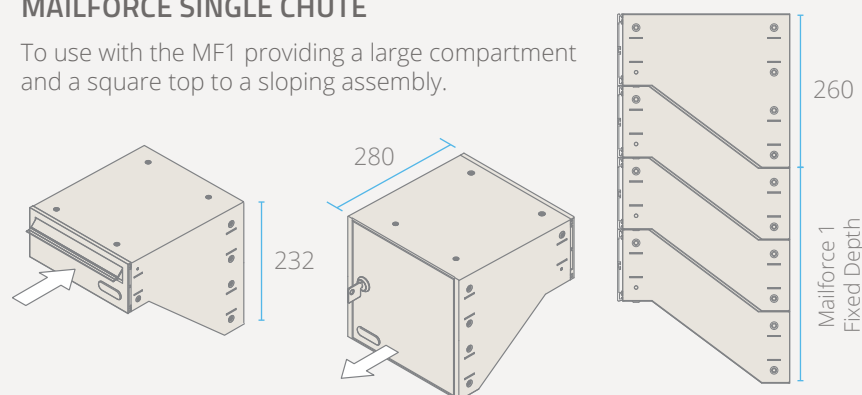 MAILFORCE SINGLE CHUTE
To use with the MF1 providing a large compartment
and a square top to a sloping assembly.
280
232
260
Mailforce 1
Fixed Depth